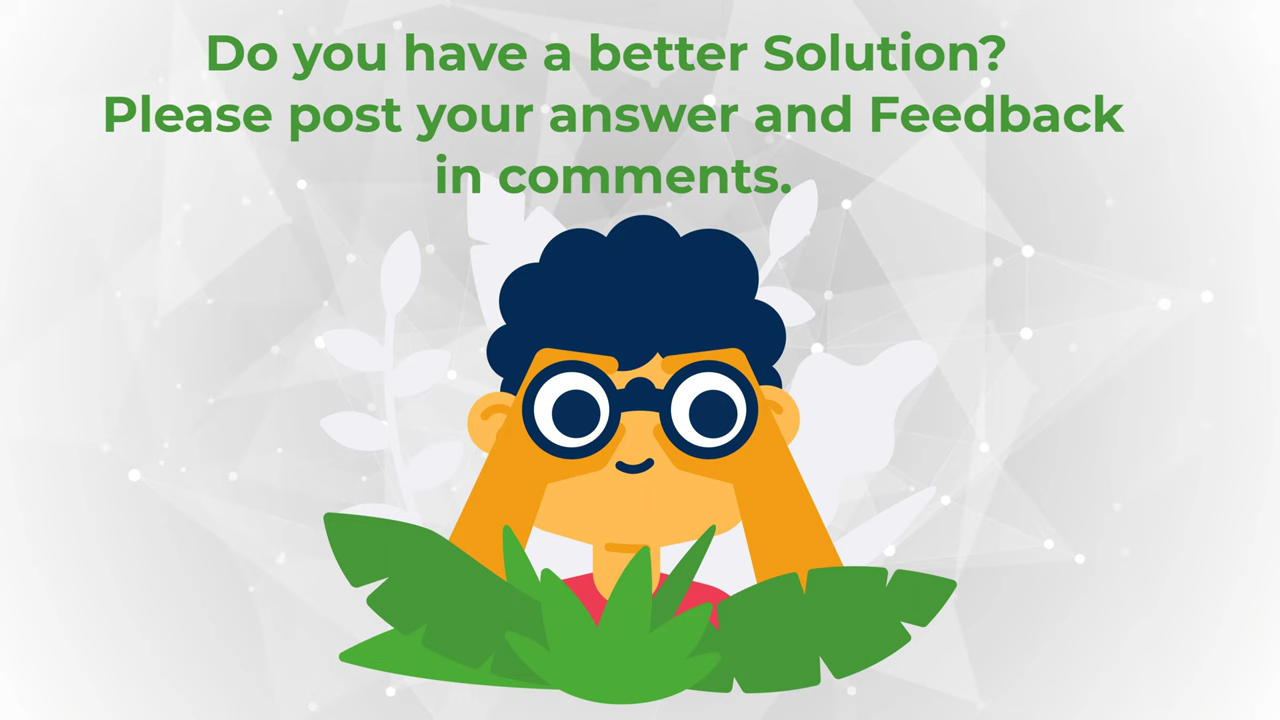 Do you have a better Solution?
Please post your answer and Feedback
in comments.